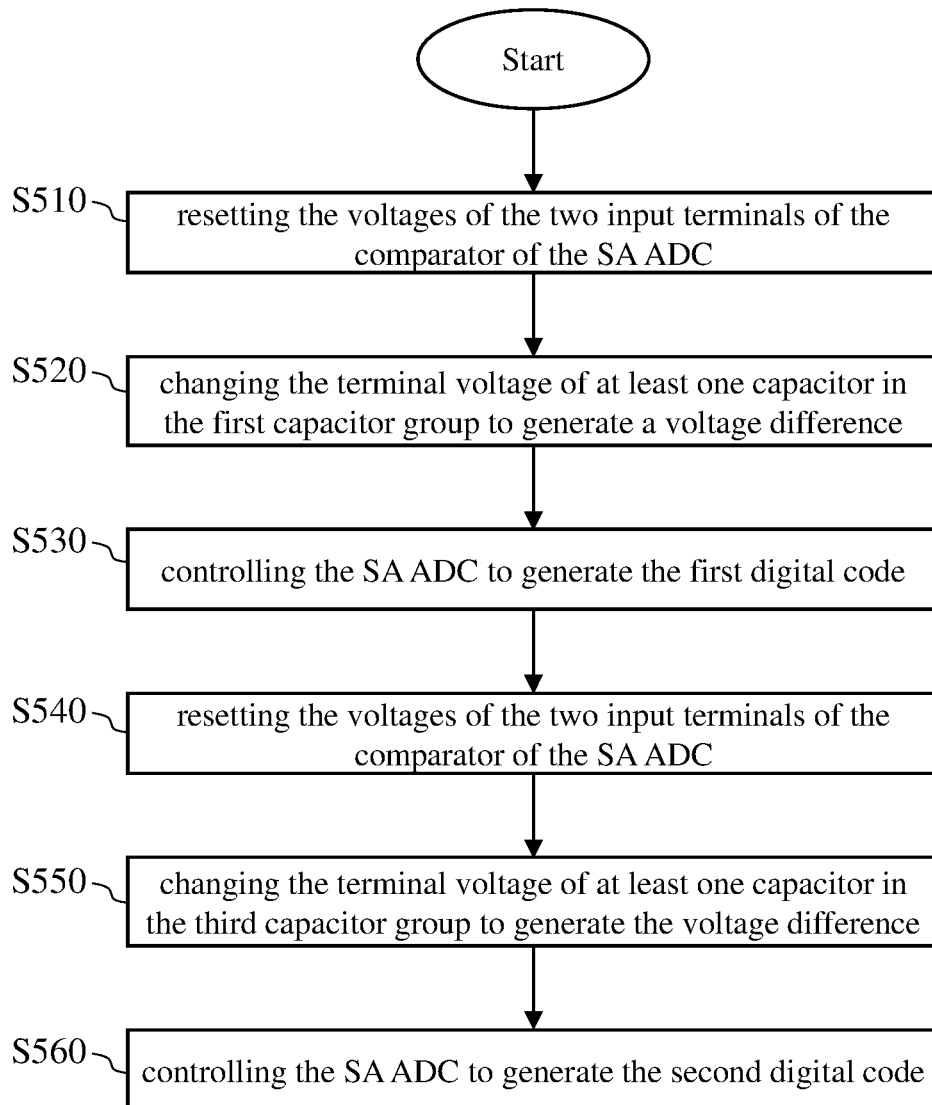 Start
S510
resetting the voltages of the two input terminals of the
comparator of the SA ADC
S520
changing the terminal voltage of at least one capacitor in
the first capacitor group to generate a voltage difference
S530
controlling the SA ADC to generate the first digital code
S540
resetting the voltages of the two input terminals of the
comparator of the SA ADC
S550
changing the terminal voltage of at least one capacitor in
the third capacitor group to generate the voltage difference
S560
controlling the SA ADC to generate the second digital code